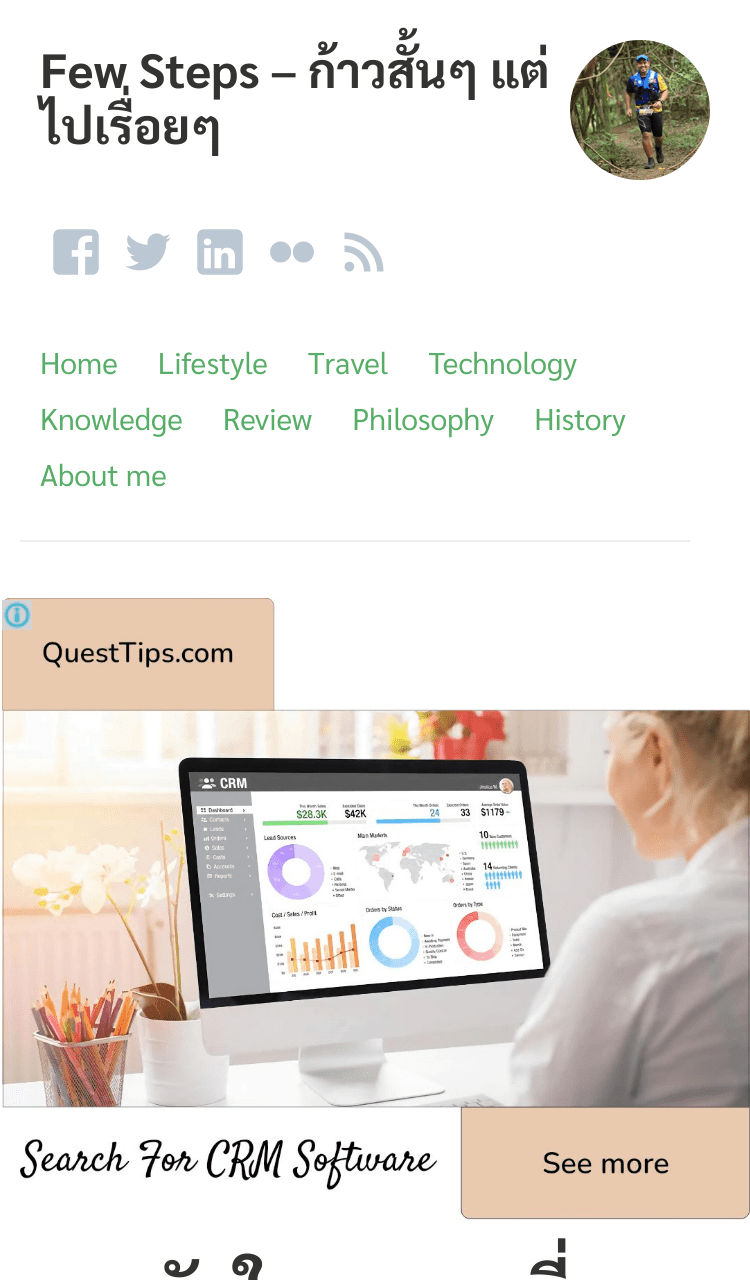 Few Steps – ก้าวสั้นๆ แต่
ไปเรื่อยๆ
Home Lifestyle Travel Technology
Knowledge Review Philosophy History
About me
QuestTips.com
CRM
Dashboard
Contacts
Leads
Orders
Sales
Accounts
Reports
Settings
$28.3K
$42K
24
33
$1179
10
14
Lead Sources
Main Markets
Cost / Sales / Profit
Orders by Status
Orders by Type
Search For CRM Software
See more